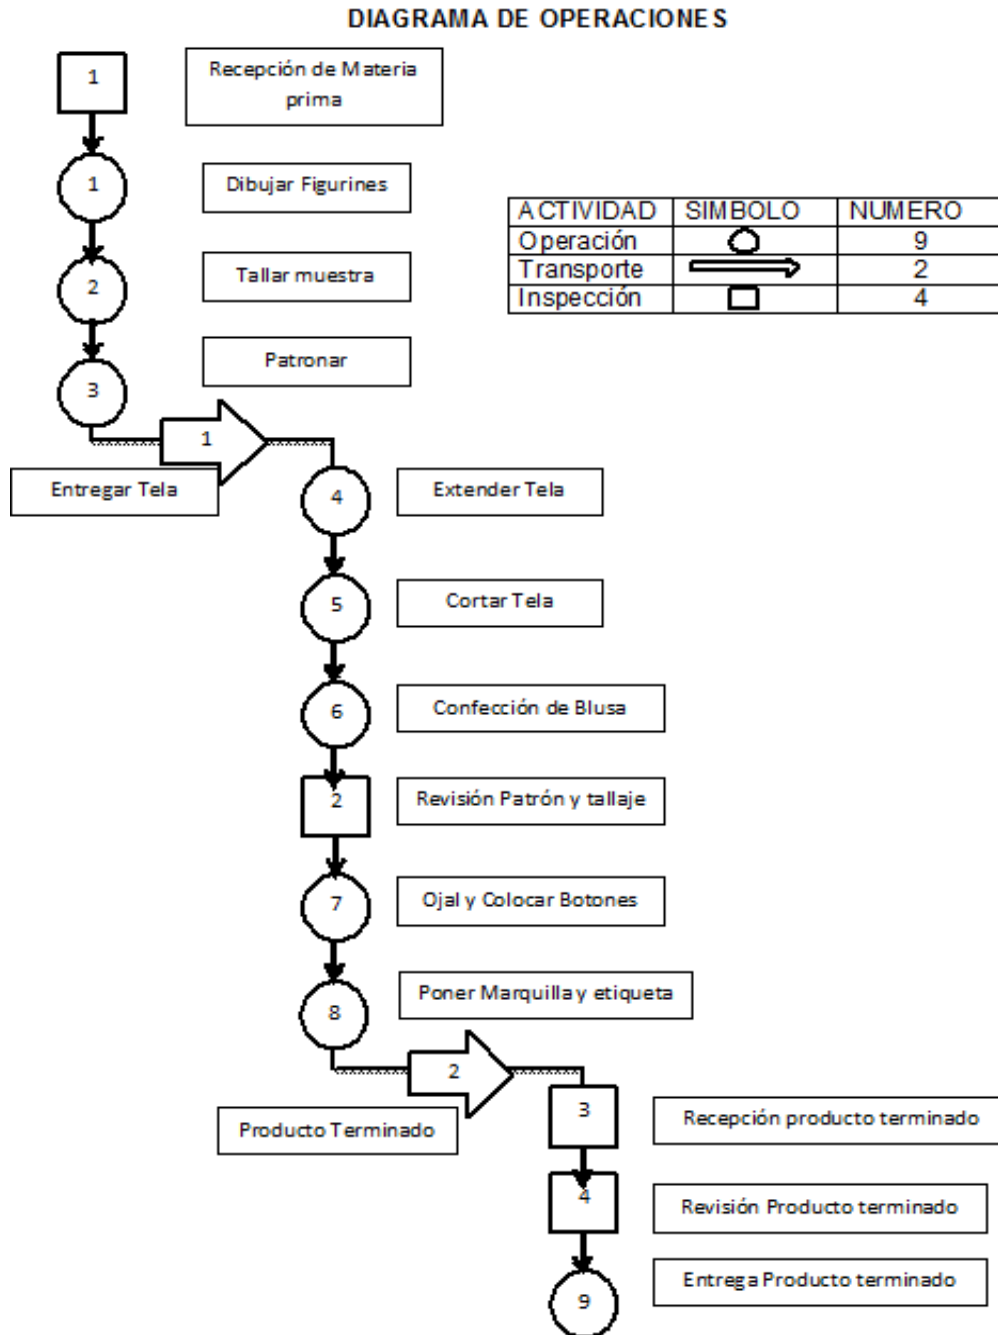 DIAGRAMA DE OPERACIONES
1
Recepción de Materia
prima
1
Dibujar Figurines
ACTIVIDAD SIMBOLO NUMERO
Operación 9
Transporte 2
Inspección 4
2
Tallar muestra
3
Patronar
1
Entregar Tela
4
Extender Tela
5
Cortar Tela
6
Confección de Blusa
2
Revisión Patrón y tallaje
7
Ojal y Colocar Botones
8
Poner Marquilla y etiqueta
2
Producto Terminado
3
Recepción producto terminado
4
Revisión Producto terminado
9
Entrega Producto terminado